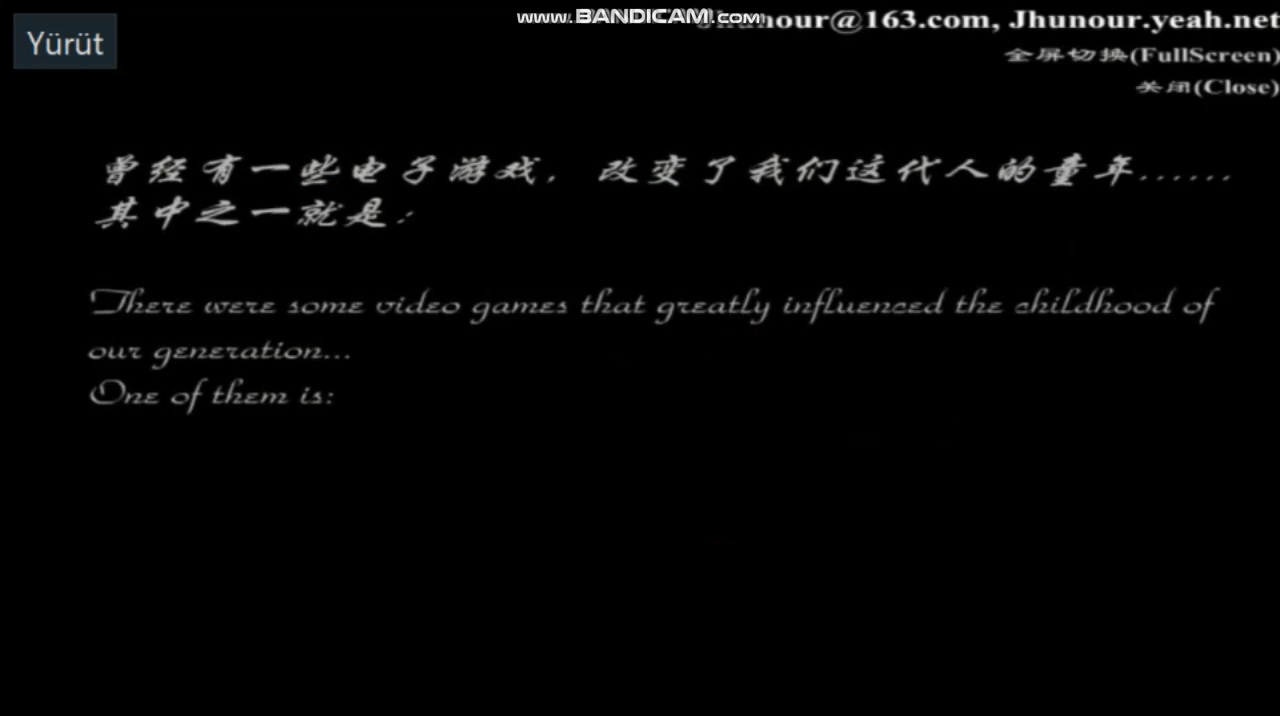 www.BANDICAM.com
Jhunour@163.com, Jhunour.yeah.net
Yürüt
全屏切换(FullScreen)
关闭(Close)
曾经有一些电子游戏，改变了我们这代人的童年......
其中之一就是：
There were some video games that greatly influenced the childhood of
our generation...
One of them is: